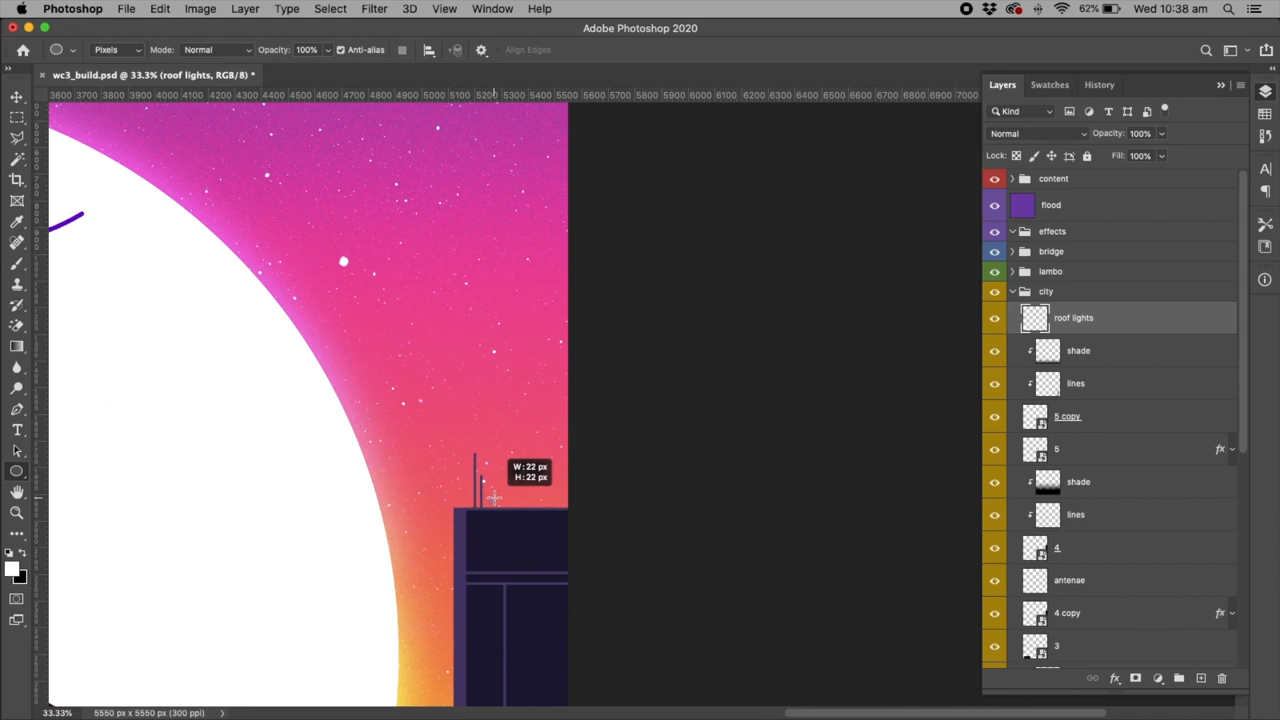 Photoshop File Edit Image Layer Type Select Filter 3D View Window Help 62% Wed 10:38 am
Adobe Photoshop 2020
Pixels Mode: Normal Opacity: 100% Anti-alias Align Edges
wc3_build.psd @ 33.3% (roof lights, RGB/8) *
3600 3700 3800 3900 4000 4100 4200 4300 4400 4500 4600 4700 4800 4900 5000 5100 5200 5300 5400 5500 5600 5700 5800 5900 6000 6100 6200 6300 6400 6500 6600 6700 6800 6900 7000
Layers Swatches History
Kind
Normal Opacity: 100%
Lock: Fill: 100%
content
flood
effects
bridge
lambo
city
roof lights
shade
lines
5 copy
5 fx
shade
lines
4
antenae
4 copy fx
3
W: 22 px
H: 22 px
33.33% 5550 px x 5550 px (300 ppi)